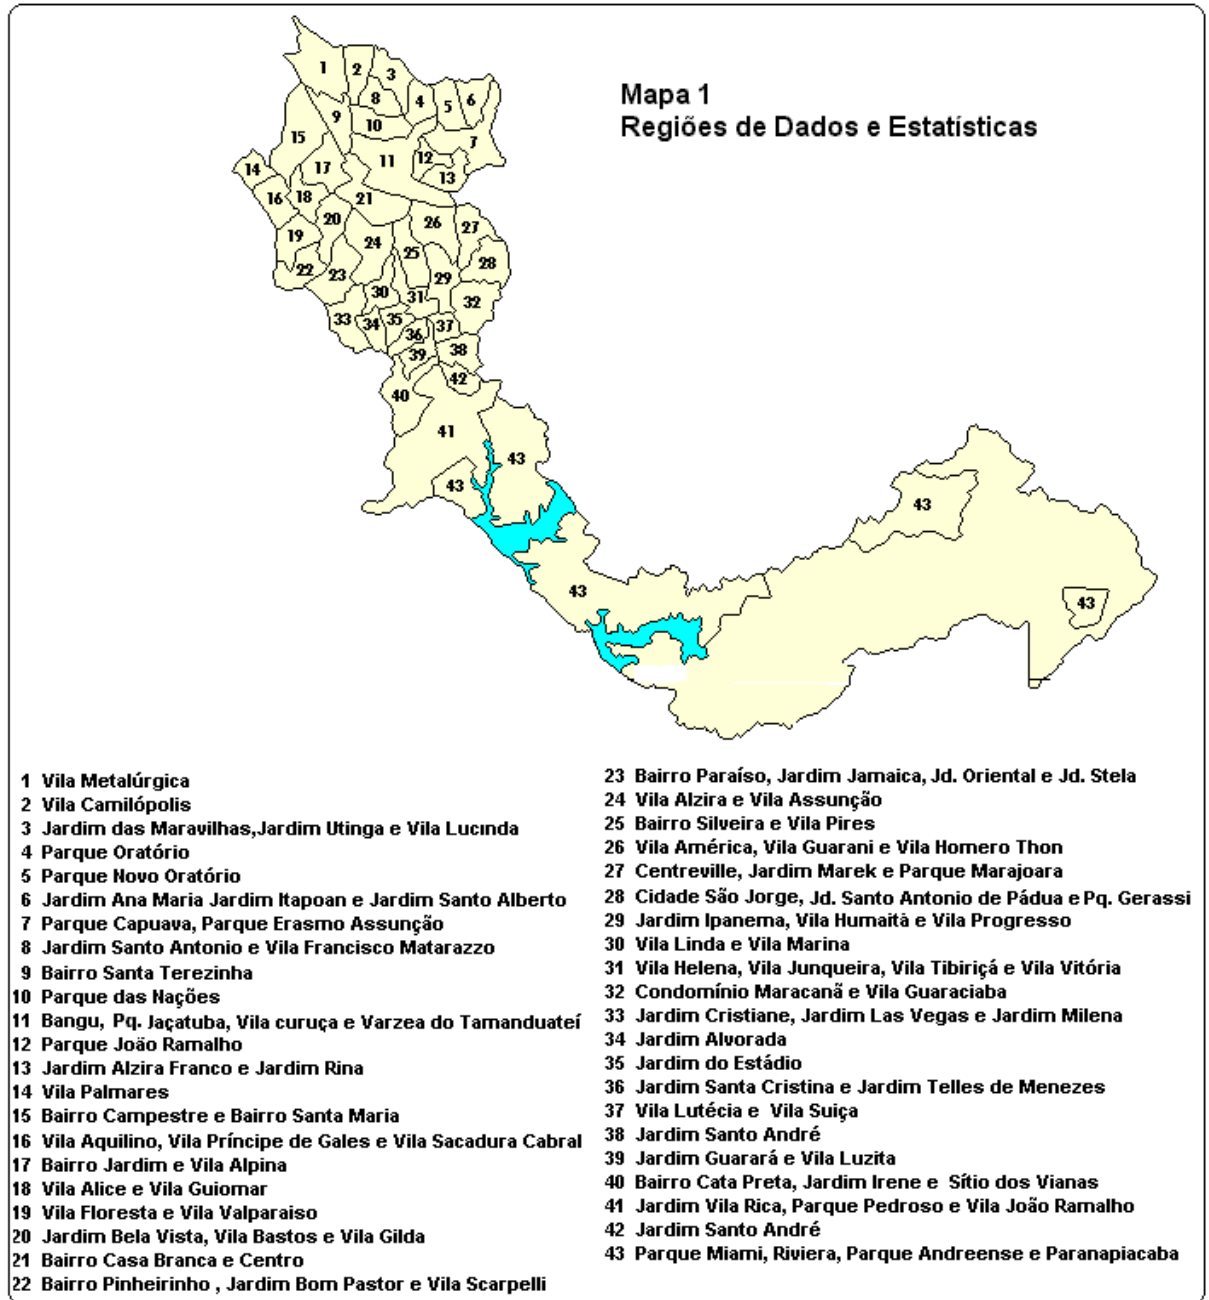 Mapa 1
Regiões de Dados e Estatísticas
1
2
3
8
4
5
6
9
10
15
7
11
12
14
17
13
16
18
21
20
26
27
19
24
25
28
22
23
29
30
31
32
33
34
35
37
36
39
38
42
40
41
43
43
43
43
43
1 Vila Metalúrgica
2 Vila Camilópolis
3 Jardim das Maravilhas,Jardim Utinga e Vila Lucinda
4 Parque Oratório
5 Parque Novo Oratório
6 Jardim Ana Maria Jardim Itapoan e Jardim Santo Alberto
7 Parque Capuava, Parque Erasmo Assunção
8 Jardim Santo Antonio e Vila Francisco Matarazzo
9 Bairro Santa Terezinha
10 Parque das Nações
11 Bangu, Pq. Jaçatuba, Vila curuça e Varzea do Tamanduateí
12 Parque João Ramalho
13 Jardim Alzira Franco e Jardim Rina
14 Vila Palmares
15 Bairro Campestre e Bairro Santa Maria
16 Vila Aquilino, Vila Príncipe de Gales e Vila Sacadura Cabral
17 Bairro Jardim e Vila Alpina
18 Vila Alice e Vila Guiomar
19 Vila Floresta e Vila Valparaiso
20 Jardim Bela Vista, Vila Bastos e Vila Gilda
21 Bairro Casa Branca e Centro
22 Bairro Pinheirinho , Jardim Bom Pastor e Vila Scarpelli
23 Bairro Paraíso, Jardim Jamaica, Jd. Oriental e Jd. Stela
24 Vila Alzira e Vila Assunção
25 Bairro Silveira e Vila Pires
26 Vila América, Vila Guarani e Vila Homero Thon
27 Centreville, Jardim Marek e Parque Marajoara
28 Cidade São Jorge, Jd. Santo Antonio de Pádua e Pq. Gerassi
29 Jardim Ipanema, Vila Humaitá e Vila Progresso
30 Vila Linda e Vila Marina
31 Vila Helena, Vila Junqueira, Vila Tibiriçá e Vila Vitória
32 Condomínio Maracanã e Vila Guaraciaba
33 Jardim Cristiane, Jardim Las Vegas e Jardim Milena
34 Jardim Alvorada
35 Jardim do Estádio
36 Jardim Santa Cristina e Jardim Telles de Menezes
37 Vila Lutécia e Vila Suiça
38 Jardim Santo André
39 Jardim Guarará e Vila Luzita
40 Bairro Cata Preta, Jardim Irene e Sítio dos Vianas
41 Jardim Vila Rica, Parque Pedroso e Vila João Ramalho
42 Jardim Santo André
43 Parque Miami, Riviera, Parque Andreense e Paranapiacaba